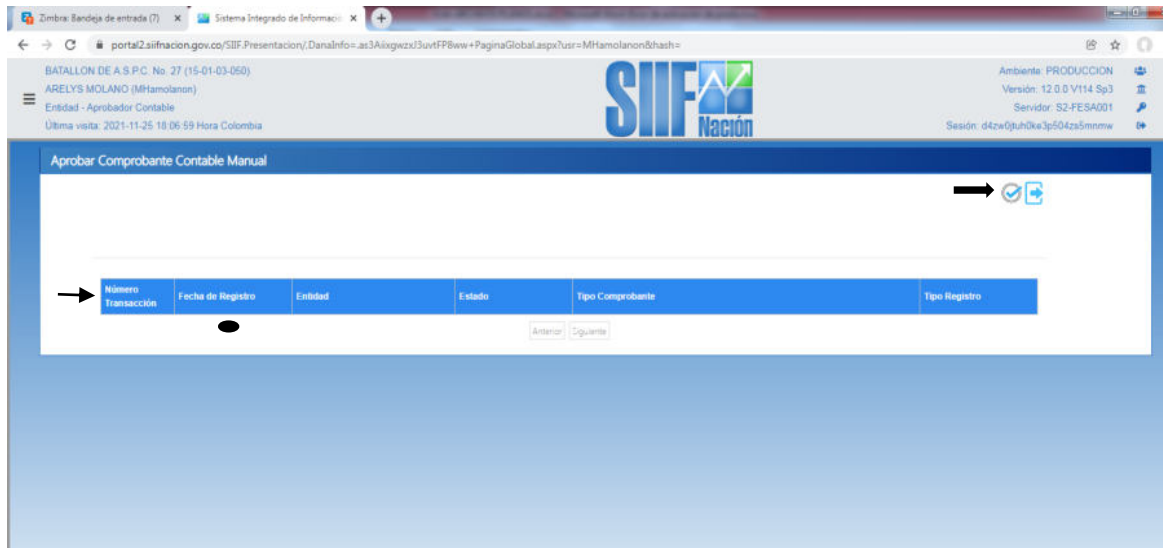 Zimbra: Bandeja de entrada (7)
Sistema Integrado de Informació
portal2.siifnacion.gov.co/SIIF.Presentacion/,DanaInfo=.as3AiixgwzxJ3uvtFP8ww+PaginaGlobal.aspx?usr=MHamolanon&hash=
BATALLON DE A.S.P.C. No. 27 (15-01-03-050)
ARELYS MOLANO (MHamolanon)
Entidad - Aprobador Contable
Última visita: 2021-11-25 18:06:59 Hora Colombia
SIIF
Nación
Ambiente: PRODUCCION
Versión: 12.0.0 V114 Sp3
Servidor: S2-FESA001
Sesión: d4zw0jtuh0ke3p504zs5mnmw
Aprobar Comprobante Contable Manual
Número Transacción
Fecha de Registro
Entidad
Estado
Tipo Comprobante
Tipo Registro
Anterior
Siguiente